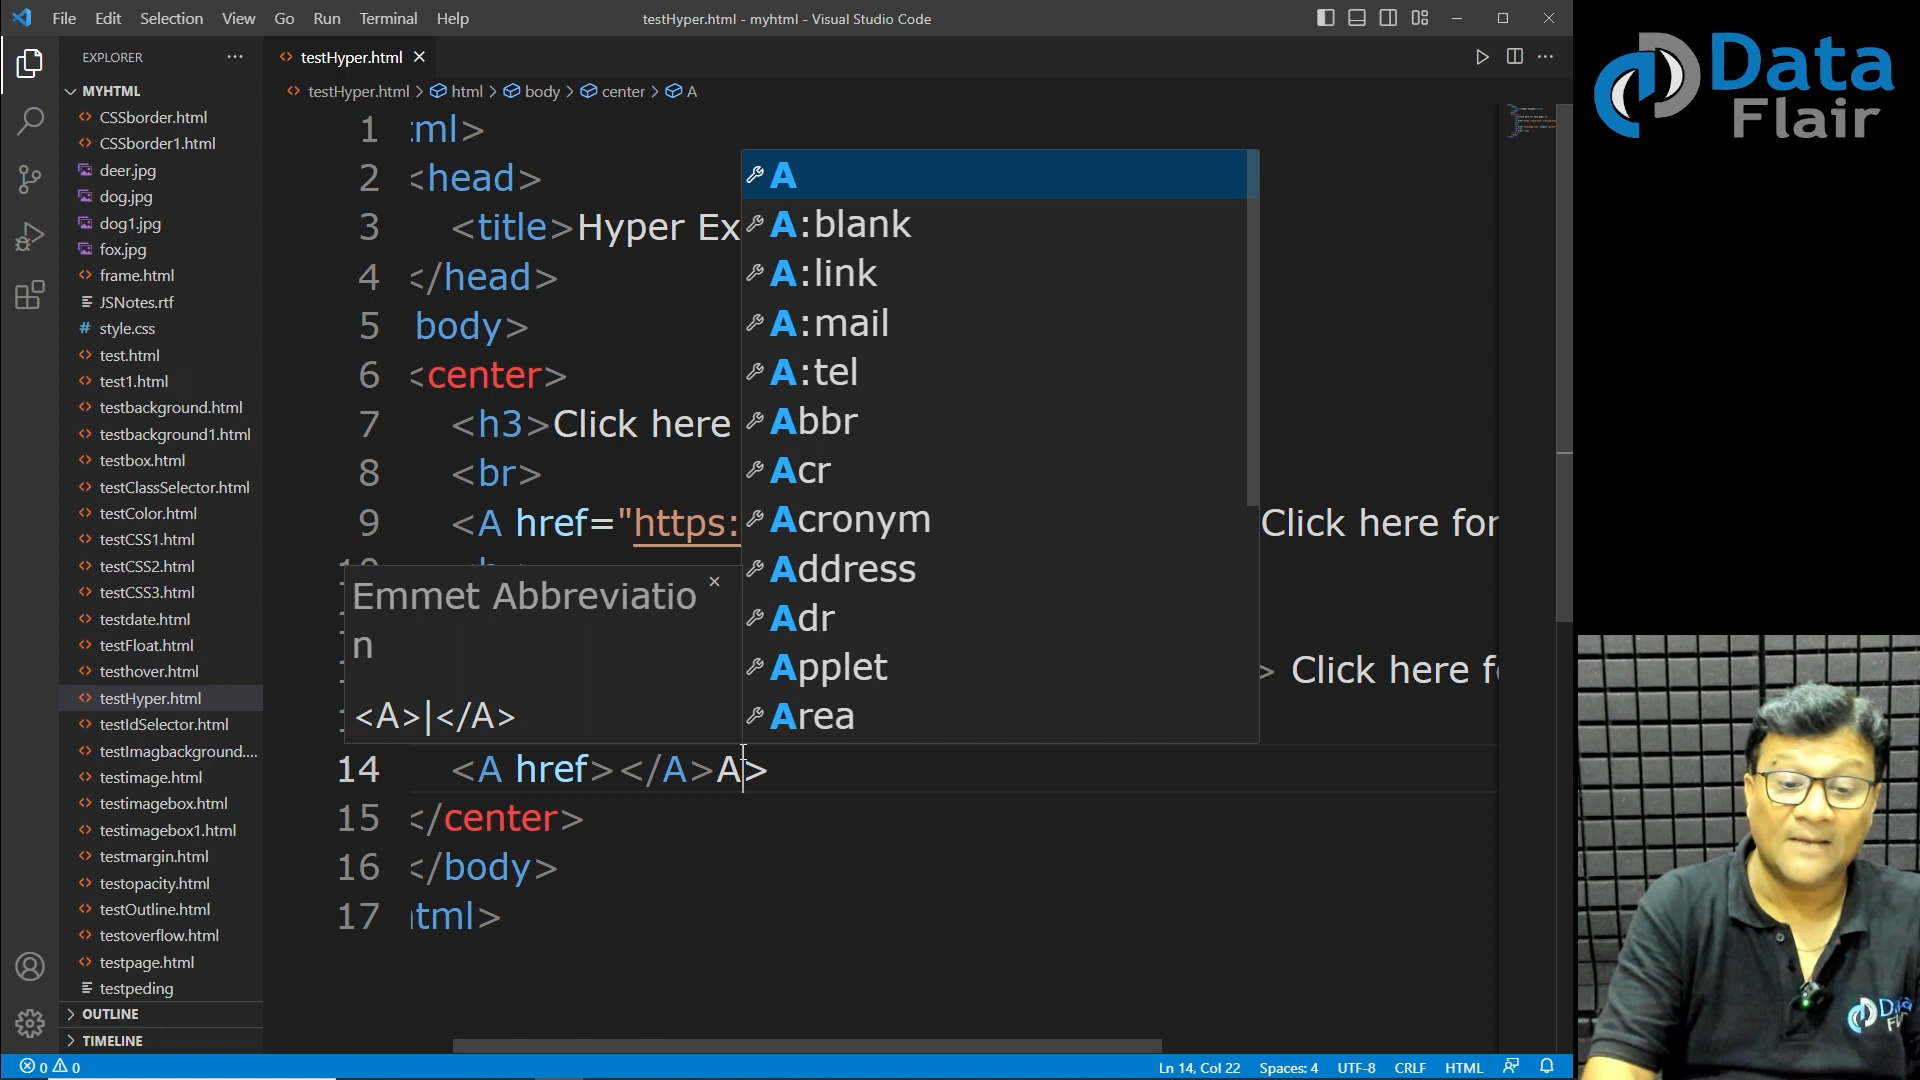 File Edit Selection View Go Run Terminal Help
testHyper.html - myhtml - Visual Studio Code
EXPLORER
MYHTML
CSSborder.html
CSSborder1.html
deer.jpg
dog.jpg
dog1.jpg
fox.jpg
frame.html
JSNotes.rtf
# style.css
test.html
test1.html
testbackground.html
testbackground1.html
testbox.html
testClassSelector.html
testColor.html
testCSS1.html
testCSS2.html
testCSS3.html
testdate.html
testFloat.html
testhover.html
testHyper.html
testIdSelector.html
testImagbackground....
testimage.html
testimagebox.html
testimagebox1.html
testmargin.html
testopacity.html
testOutline.html
testoverflow.html
testpage.html
testpeding
OUTLINE
TIMELINE
testHyper.html
testHyper.html > html > body > center > A
1 tml>
2 <head>
3 <title>Hyper Ex
4 </head>
5 body>
6 <center>
7 <h3>Click here
8 <br>
9 <A href="https: Click here for
> Click here fo
14 <A href></A>A>
15 </center>
16 </body>
17 html>
A
A:blank
A:link
A:mail
A:tel
Abbr
Acr
Acronym
Address
Adr
Applet
Area
Emmet Abbreviatio
n
<A>|</A>
0 0
Ln 14, Col 22 Spaces: 4 UTF-8 CRLF HTML
Data
Flair